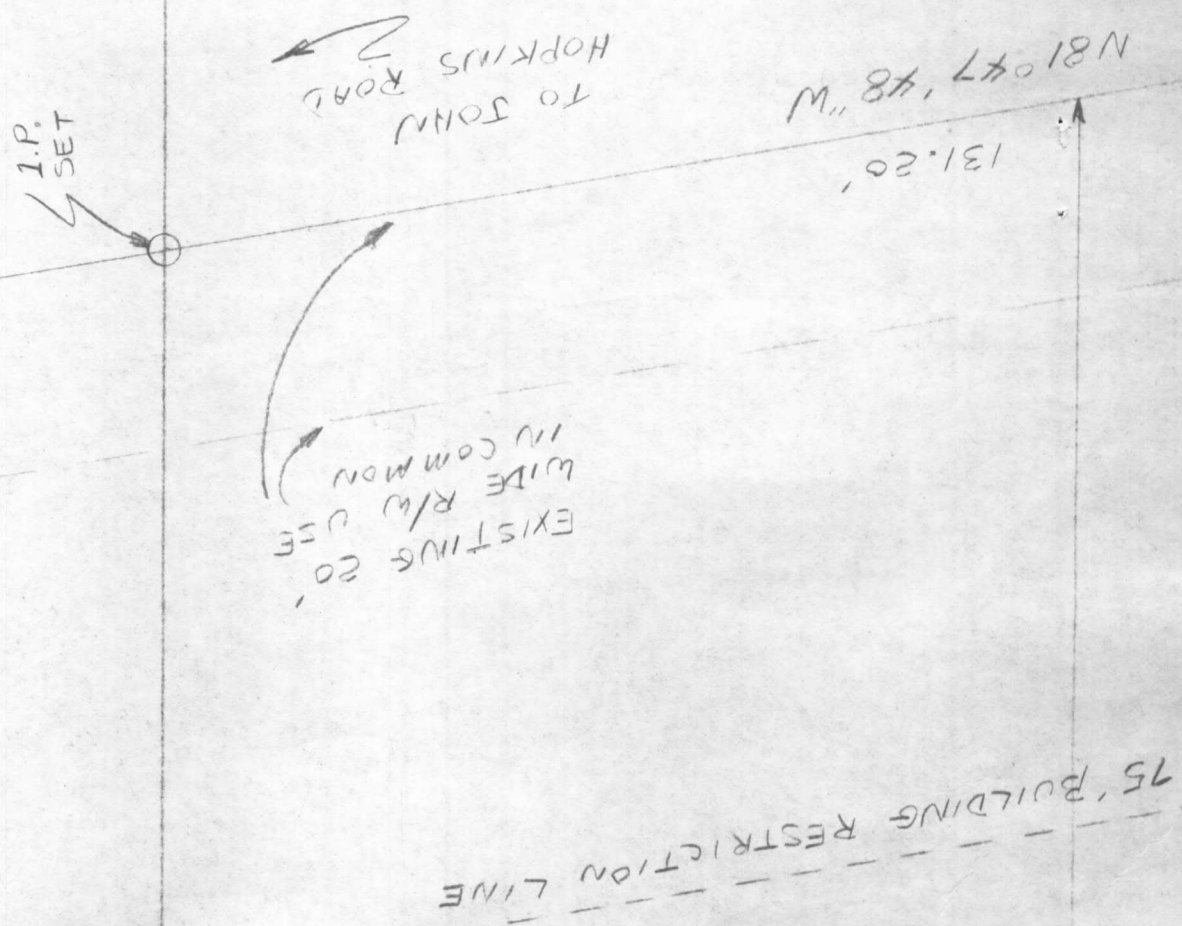 I.P.
SET
TO JOHN
HOPKINS ROAD
N81°47'48"W
131.20'
EXISTING 20'
WIDE R/W USE
IN COMMON
75' BUILDING RESTRICTION LINE